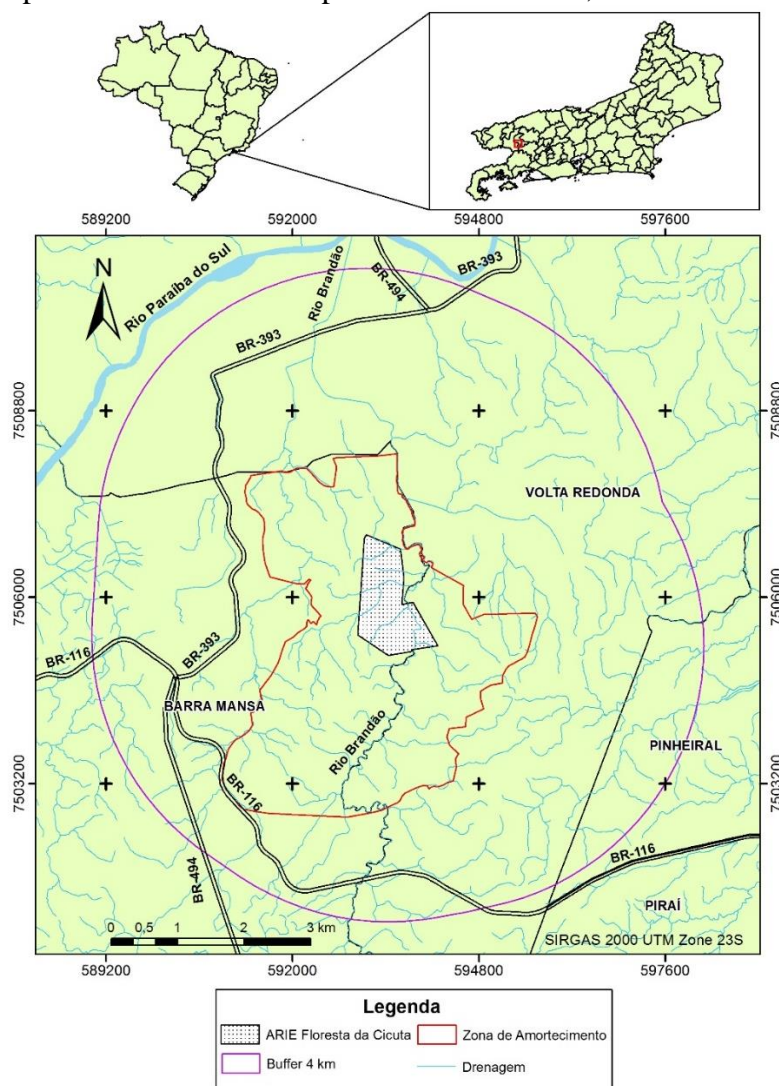 589200
592000
594800
597600
N
Rio Paraíba do Sul
Rio Brandão
BR-494
BR-393
BR-393
7508800
7508800
VOLTA REDONDA
7506000
7506000
BR-116
BR-393
BARRA MANSA
Rio Brandão
PINHEIRAL
7503200
7503200
BR-116
BR-494
BR-116
PIRAÍ
0 0,5 1 2 3 km
SIRGAS 2000 UTM Zone 23S
589200
592000
594800
597600
Legenda
ARIE Floresta da Cicuta
Zona de Amortecimento
Buffer 4 km
Drenagem